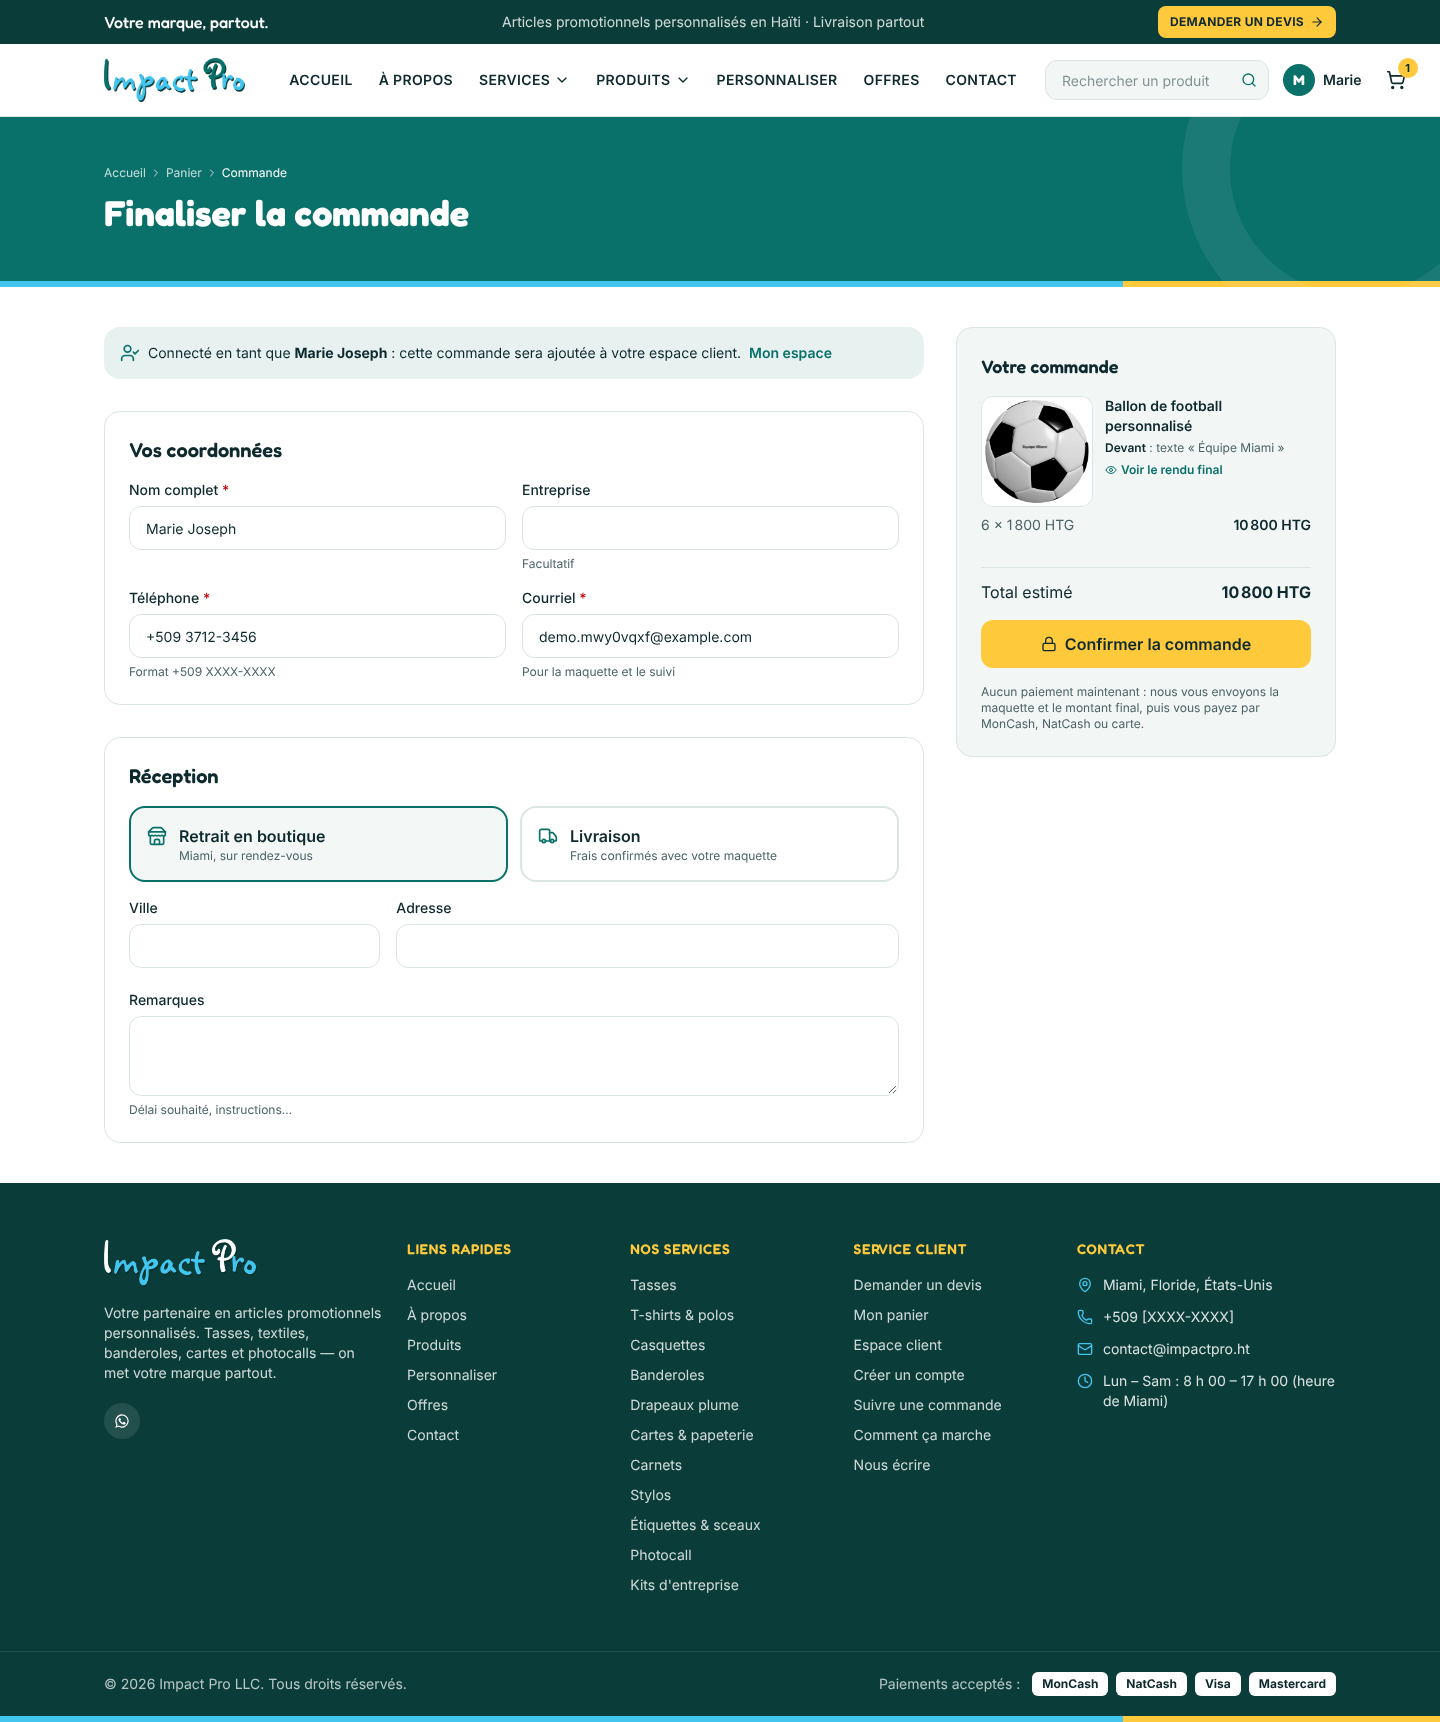 Votre marque, partout.
Articles promotionnels personnalisés en Haïti · Livraison partout
DEMANDER UN DEVIS
Impact Pro
ACCUEIL
À PROPOS
SERVICES
PRODUITS
PERSONNALISER
OFFRES
CONTACT
Rechercher un produit
M
Marie
1
Accueil > Panier > Commande
Finaliser la commande
Connecté en tant que Marie Joseph : cette commande sera ajoutée à votre espace client. Mon espace
Vos coordonnées
Nom complet *
Entreprise
Marie Joseph
Facultatif
Téléphone *
Courriel *
+509 3712-3456
demo.mwy0vqxf@example.com
Format +509 XXXX-XXXX
Pour la maquette et le suivi
Réception
Retrait en boutique
Miami, sur rendez-vous
Livraison
Frais confirmés avec votre maquette
Ville
Adresse
Remarques
Délai souhaité, instructions...
Votre commande
Équipe Miami
Ballon de football
personnalisé
Devant : texte « Équipe Miami »
Voir le rendu final
6 × 1 800 HTG
10 800 HTG
Total estimé
10 800 HTG
Confirmer la commande
Aucun paiement maintenant : nous vous envoyons la
maquette et le montant final, puis vous payez par
MonCash, NatCash ou carte.
Impact Pro
Votre partenaire en articles promotionnels
personnalisés. Tasses, textiles,
banderoles, cartes et photocalls — on
met votre marque partout.
LIENS RAPIDES
Accueil
À propos
Produits
Personnaliser
Offres
Contact
NOS SERVICES
Tasses
T-shirts & polos
Casquettes
Banderoles
Drapeaux plume
Cartes & papeterie
Carnets
Stylos
Étiquettes & sceaux
Photocall
Kits d'entreprise
SERVICE CLIENT
Demander un devis
Mon panier
Espace client
Créer un compte
Suivre une commande
Comment ça marche
Nous écrire
CONTACT
Miami, Floride, États-Unis
+509 [XXXX-XXXX]
contact@impactpro.ht
Lun – Sam : 8 h 00 – 17 h 00 (heure
de Miami)
© 2026 Impact Pro LLC. Tous droits réservés.
Paiements acceptés :
MonCash
NatCash
Visa
Mastercard